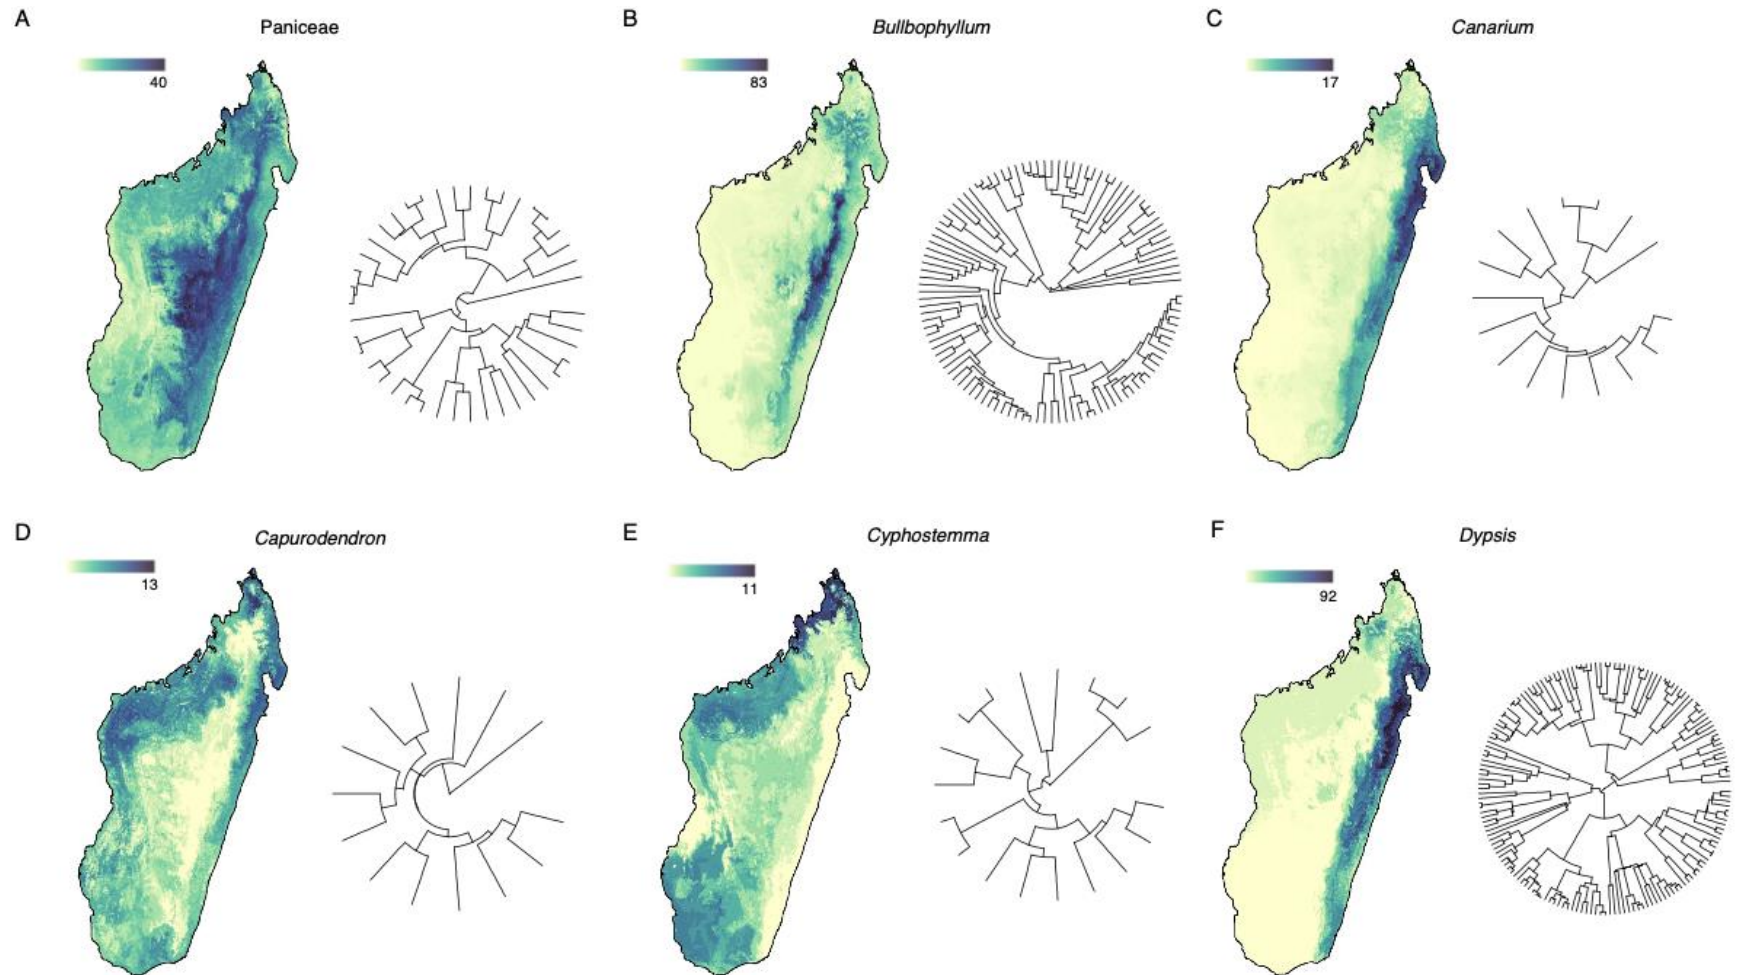 A
Paniceae
40
B
Bullbophyllum
83
C
Canarium
17
D
Capurodendron
13
E
Cyphostemma
11
F
Dypsis
92